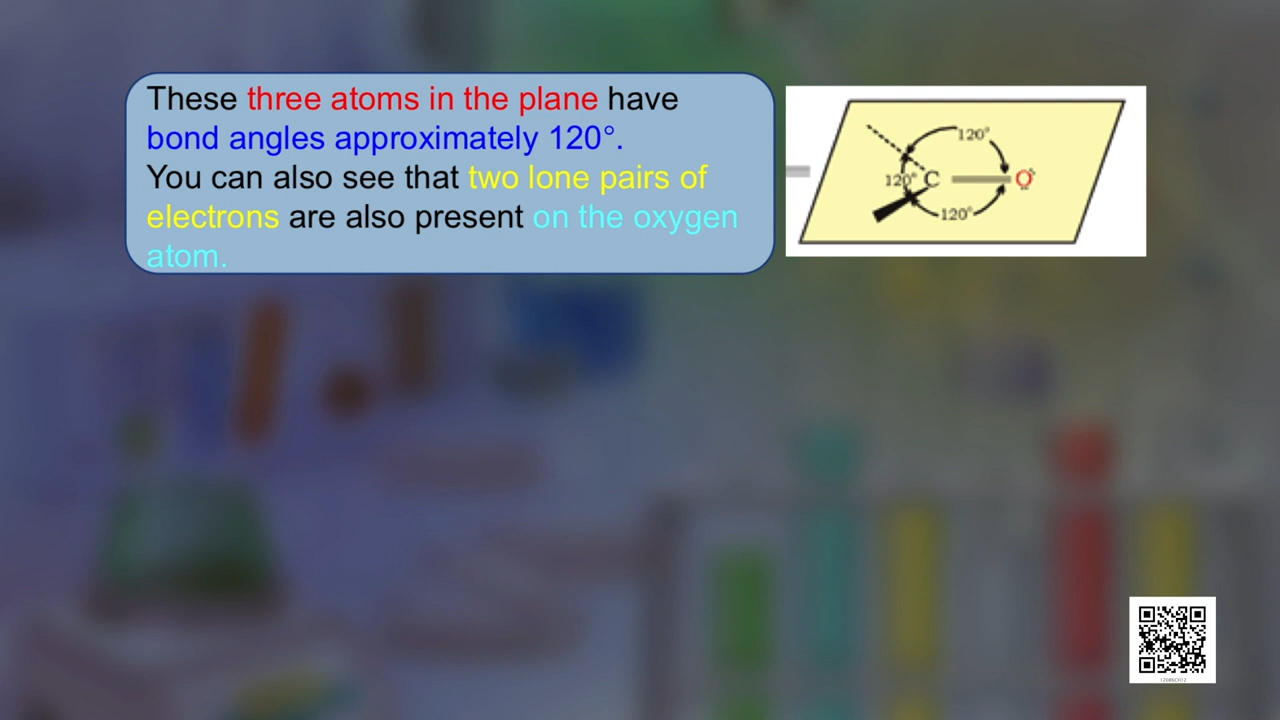 These three atoms in the plane have
bond angles approximately 120°.
You can also see that two lone pairs of
electrons are also present on the oxygen
atom.
120°
120° C O
120°